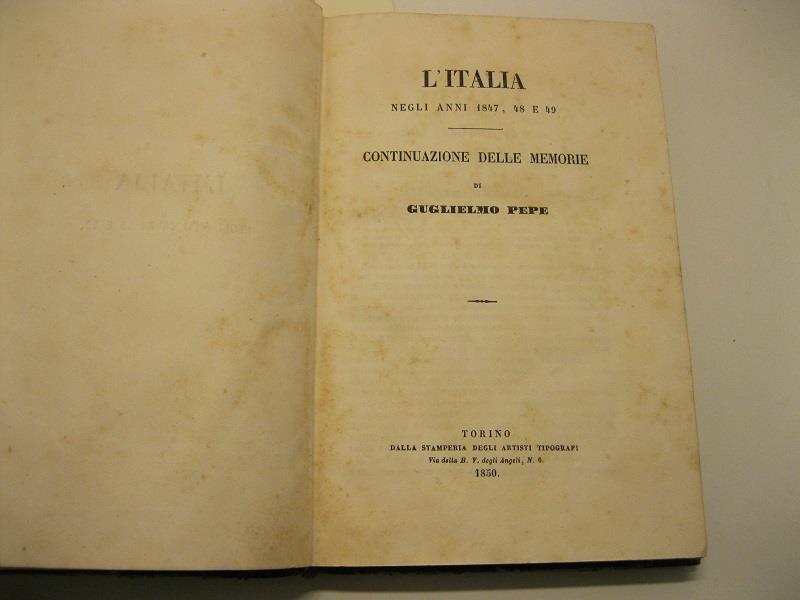 L'ITALIA
NEGLI ANNI 1847, 48 E 49
CONTINUAZIONE DELLE MEMORIE
DI
GUGLIELMO PEPE
TORINO
DALLA STAMPERIA DEGLI ARTISTI TIPOGRAFI
Via della B. V. degli Angeli, N. 6.
1850.